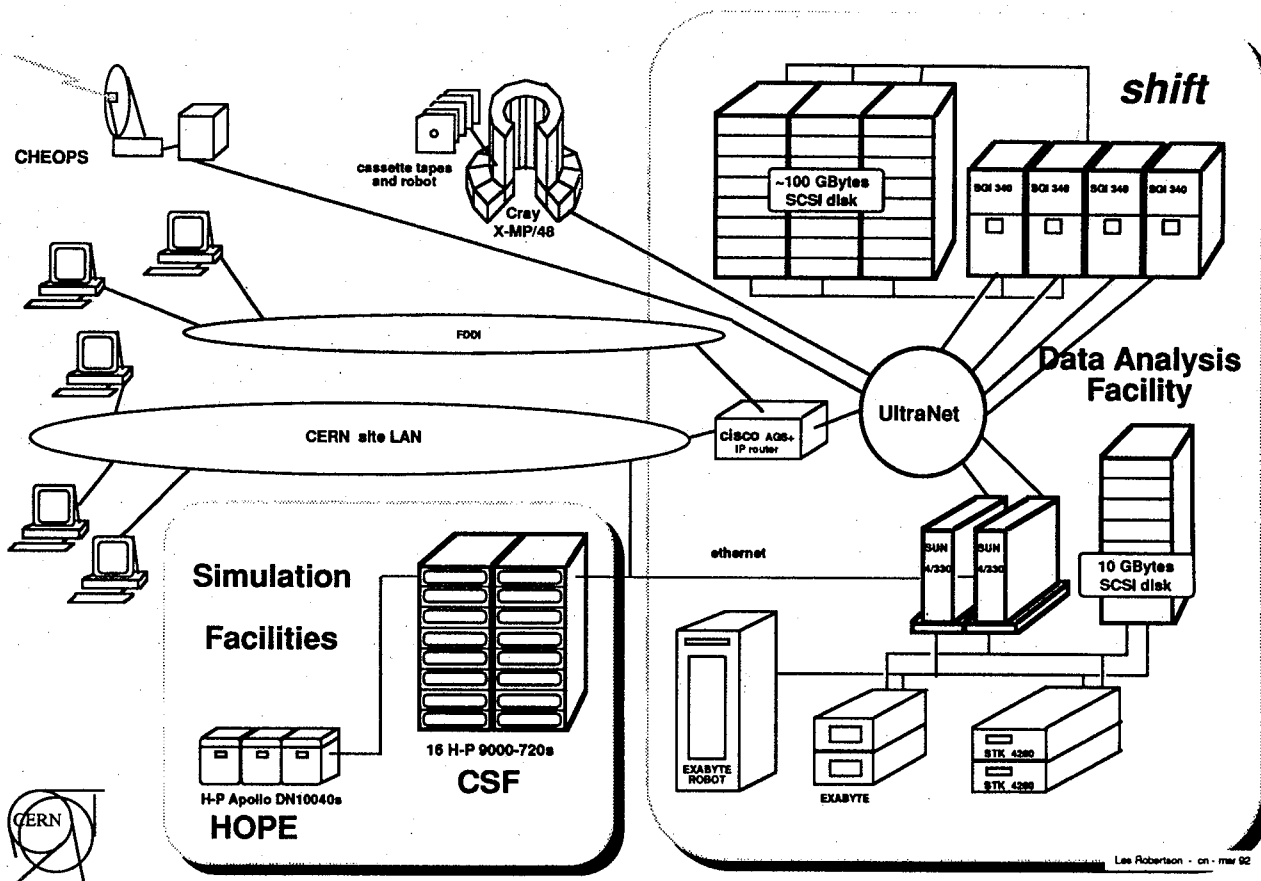 shift
CHEOPS
cassette tapes
and robot
Cray
X-MP/48
~100 GBytes
SCSI disk
SGI 340
SGI 340
SGI 340
SGI 340
FDDI
Data Analysis
Facility
UltraNet
CERN site LAN
cisco AGS+
IP router
ethernet
SUN
4/330
SUN
4/330
10 GBytes
SCSI disk
Simulation
Facilities
16 H-P 9000-720s
CSF
H-P Apollo DN10040s
HOPE
EXABYTE
ROBOT
EXABYTE
STK 4280
STK 4280
CERN
Les Robertson - cn - mar 92